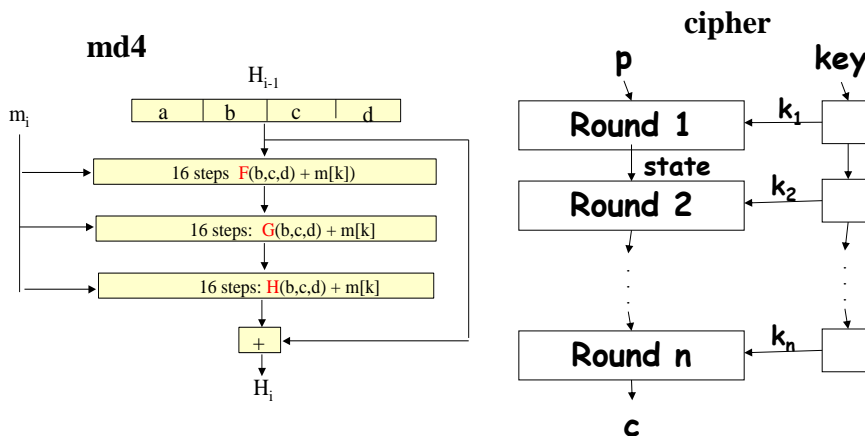 md4
H_{i-1}
a b c d
m_i
16 steps F(b,c,d) + m[k])
16 steps: G(b,c,d) + m[k]
16 steps: H(b,c,d) + m[k]
+
H_i
cipher
p key
Round 1
k_1
state
Round 2
k_2
Round n
k_n
c